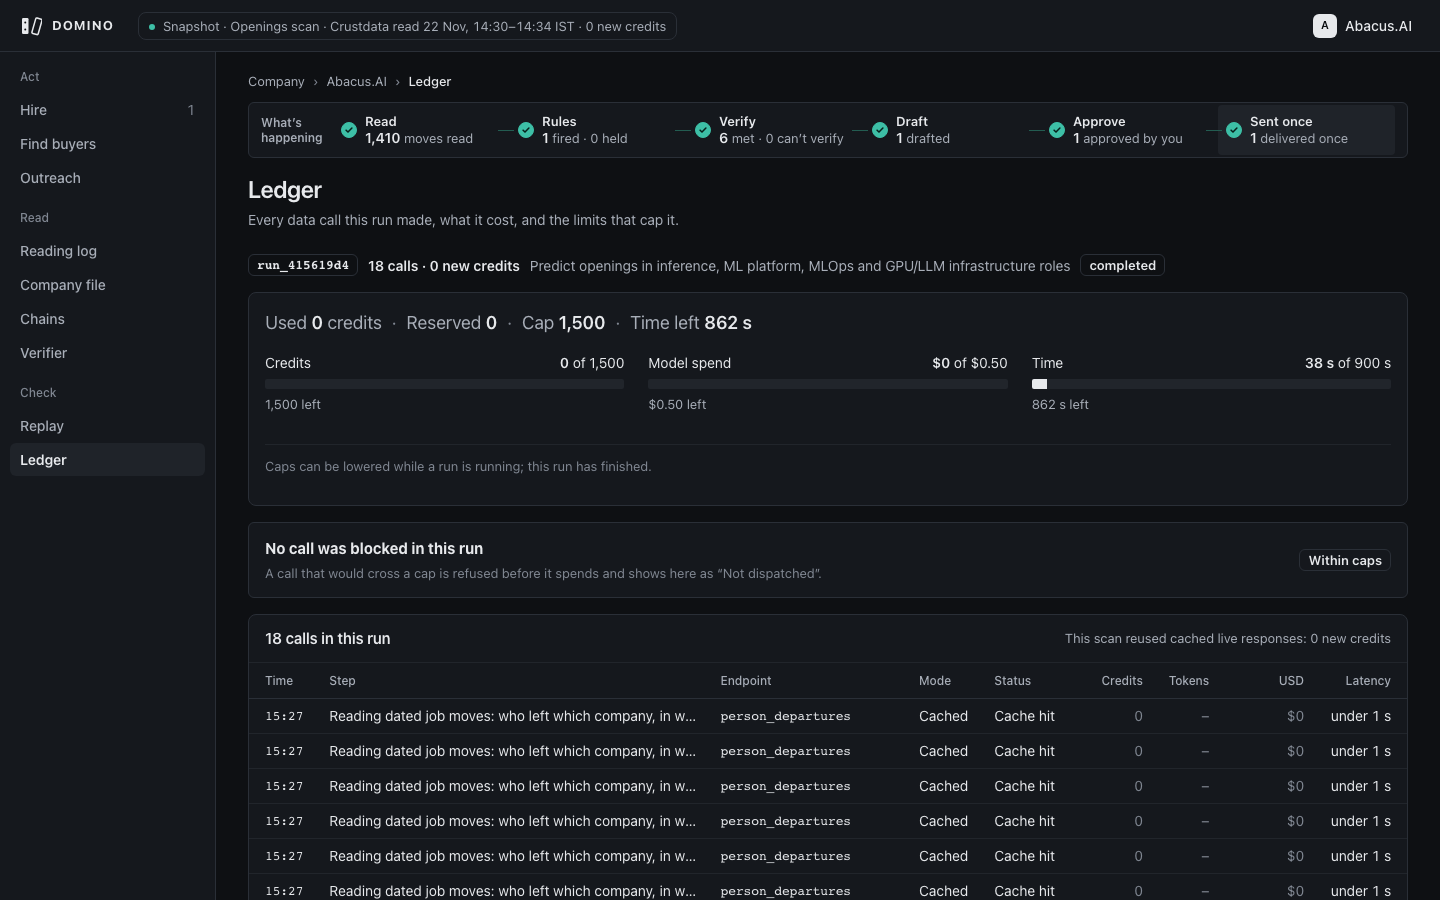 DOMINO
Snapshot · Openings scan · Crustdata read 22 Nov, 14:30–14:34 IST · 0 new credits
A
Abacus.AI
Act
Hire 1
Find buyers
Outreach
Read
Reading log
Company file
Chains
Verifier
Check
Replay
Ledger
Company › Abacus.AI › Ledger
What's happening
Read
1,410 moves read
Rules
1 fired · 0 held
Verify
6 met · 0 can't verify
Draft
1 drafted
Approve
1 approved by you
Sent once
1 delivered once
Ledger
Every data call this run made, what it cost, and the limits that cap it.
run_415619d4 18 calls · 0 new credits Predict openings in inference, ML platform, MLOps and GPU/LLM infrastructure roles completed
Used 0 credits · Reserved 0 · Cap 1,500 · Time left 862 s
Credits 0 of 1,500
1,500 left
Model spend $0 of $0.50
$0.50 left
Time 38 s of 900 s
862 s left
Caps can be lowered while a run is running; this run has finished.
No call was blocked in this run
A call that would cross a cap is refused before it spends and shows here as “Not dispatched”.
Within caps
18 calls in this run
This scan reused cached live responses: 0 new credits
Time Step Endpoint Mode Status Credits Tokens USD Latency
15:27 Reading dated job moves: who left which company, in w... person_departures Cached Cache hit 0 – $0 under 1 s
15:27 Reading dated job moves: who left which company, in w... person_departures Cached Cache hit 0 – $0 under 1 s
15:27 Reading dated job moves: who left which company, in w... person_departures Cached Cache hit 0 – $0 under 1 s
15:27 Reading dated job moves: who left which company, in w... person_departures Cached Cache hit 0 – $0 under 1 s
15:27 Reading dated job moves: who left which company, in w... person_departures Cached Cache hit 0 – $0 under 1 s
15:27 Reading dated job moves: who left which company, in w... person_departures Cached Cache hit 0 – $0 under 1 s